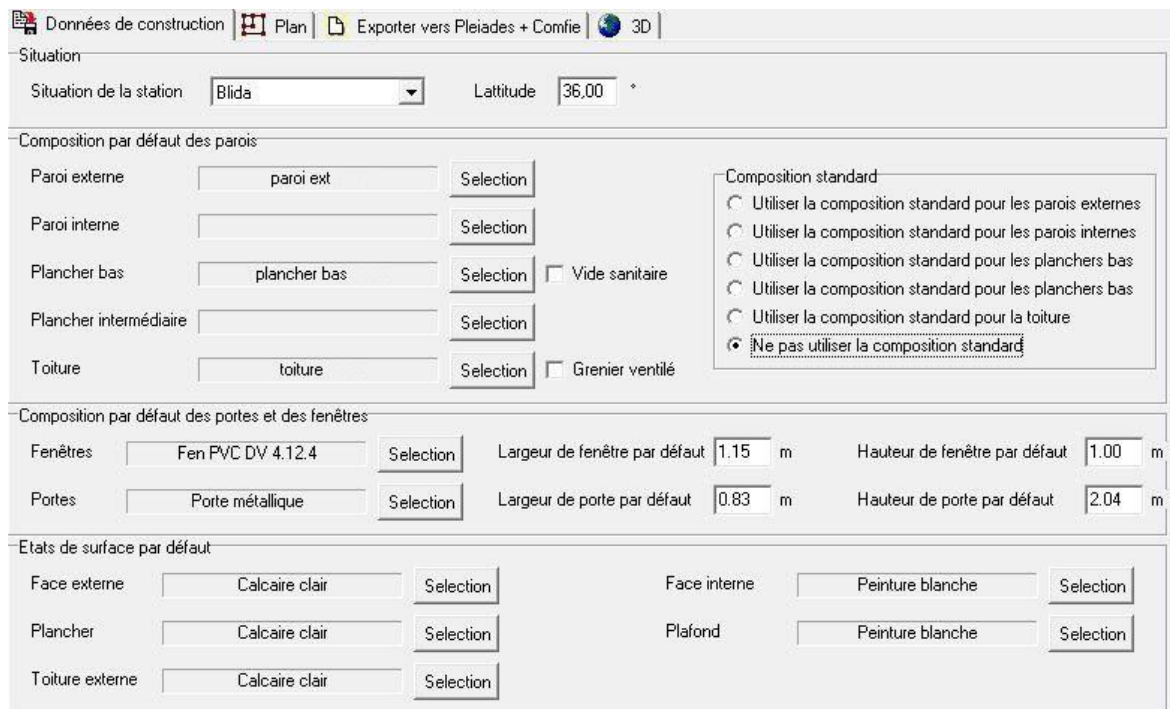 Données de construction Plan Exporter vers Pleiades + Comfie 3D
Situation
Situation de la station Blida Lattitude 36,00 °
Composition par défaut des parois
Paroi externe paroi ext Selection
Paroi interne Selection
Plancher bas plancher bas Selection Vide sanitaire
Plancher intermédiaire Selection
Toiture toiture Selection Grenier ventilé
Composition standard
Utiliser la composition standard pour les parois externes
Utiliser la composition standard pour les parois internes
Utiliser la composition standard pour les planchers bas
Utiliser la composition standard pour les planchers bas
Utiliser la composition standard pour la toiture
Ne pas utiliser la composition standard
Composition par défaut des portes et des fenêtres
Fenêtres Fen PVC DV 4.12.4 Selection Largeur de fenêtre par défaut 1.15 m Hauteur de fenêtre par défaut 1.00 m
Portes Porte métallique Selection Largeur de porte par défaut 0.83 m Hauteur de porte par défaut 2.04 m
Etats de surface par défaut
Face externe Calcaire clair Selection Face interne Peinture blanche Selection
Plancher Calcaire clair Selection Plafond Peinture blanche Selection
Toiture externe Calcaire clair Selection